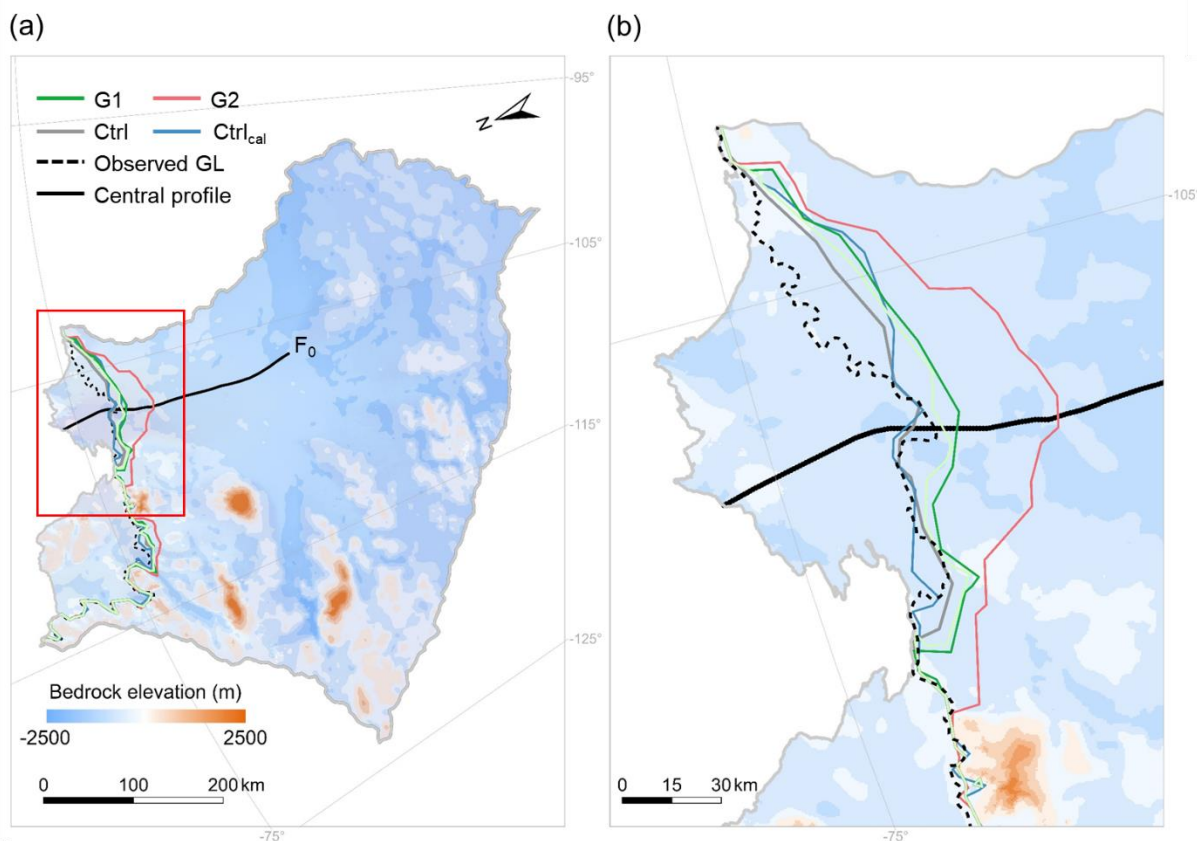 (a)
(b)
G1 G2
Ctrl Ctrlcal
Observed GL
Central profile
N
-95°
-105°
-115°
-125°
-75°
F0
Bedrock elevation (m)
-2500 2500
0 100 200 km
-105°
0 15 30 km
-75°